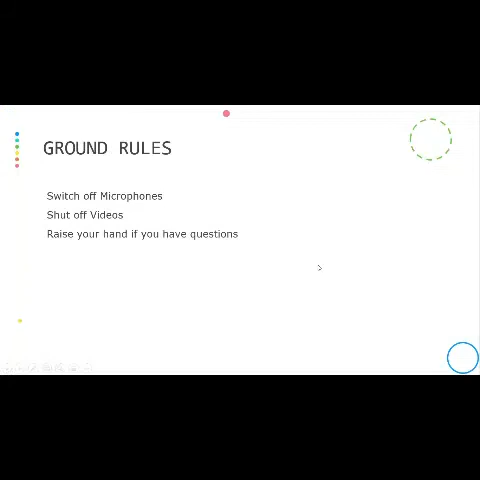 GROUND RULES
Switch off Microphones
Shut off Videos
Raise your hand if you have questions